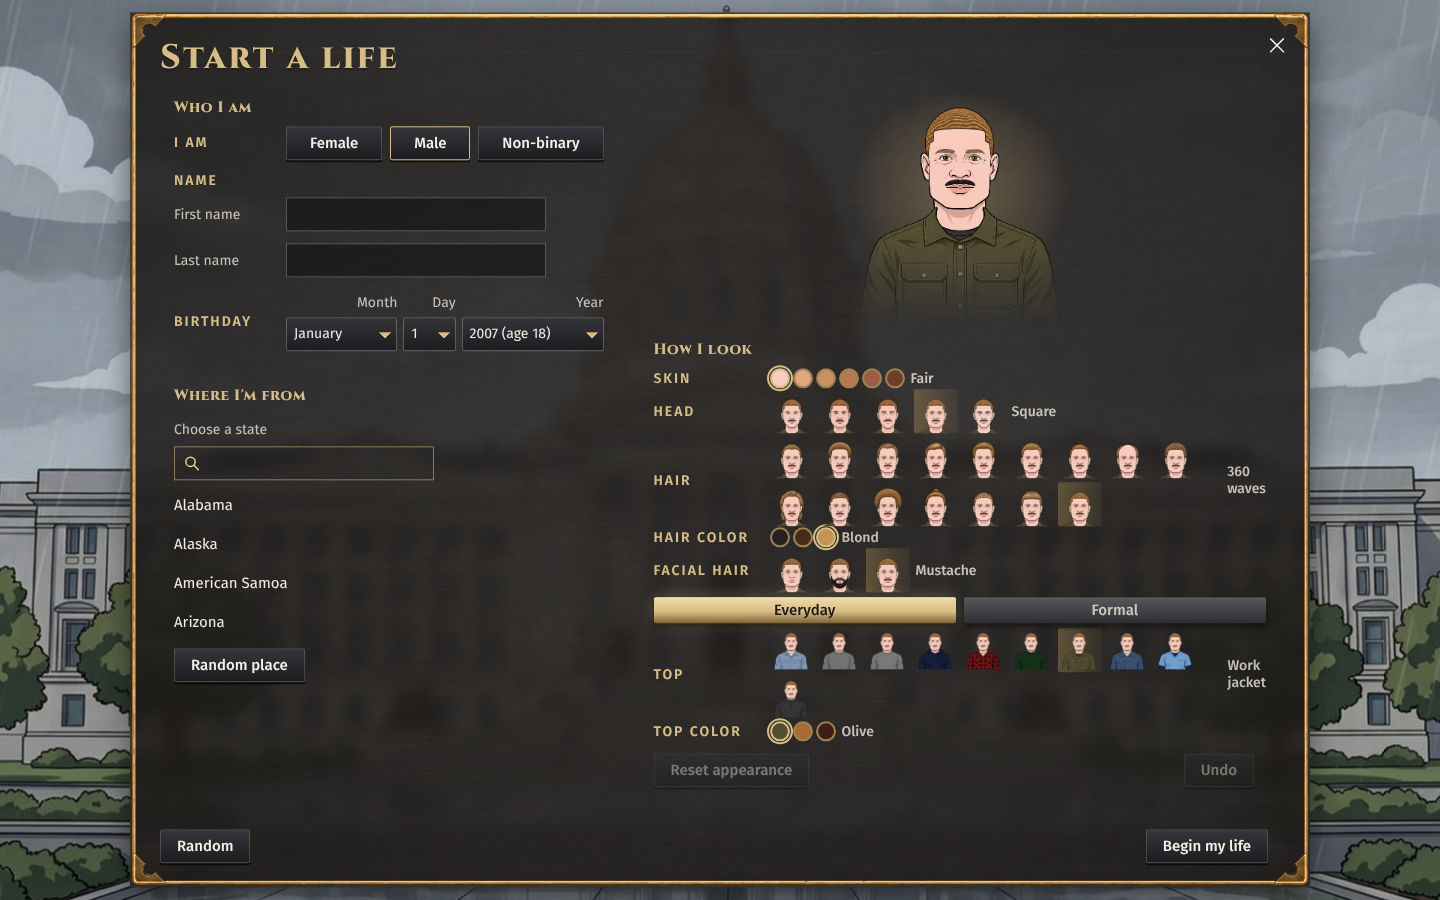 START A LIFE
WHO I AM
I AM
Female
Male
Non-binary
NAME
First name
Last name
Month
Day
Year
BIRTHDAY
January
1
2007 (age 18)
WHERE I'M FROM
Choose a state
Alabama
Alaska
American Samoa
Arizona
Random place
HOW I LOOK
SKIN
Fair
HEAD
Square
HAIR
360
waves
HAIR COLOR
Blond
FACIAL HAIR
Mustache
Everyday
Formal
TOP
Work
jacket
TOP COLOR
Olive
Reset appearance
Undo
Random
Begin my life